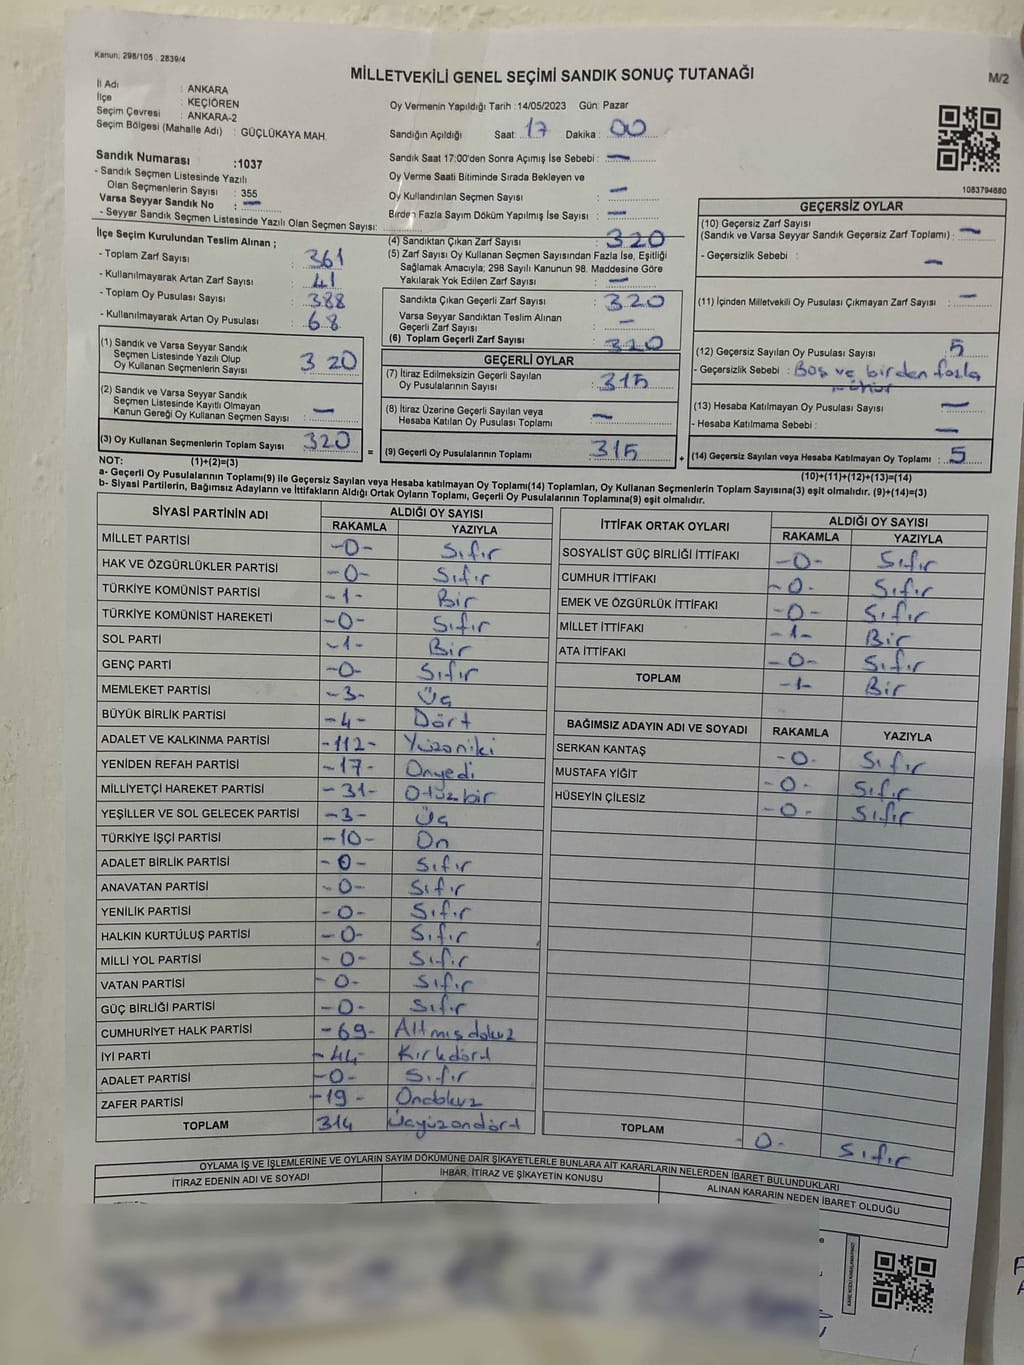 Kanun: 298/105 , 2839/4
MİLLETVEKİLİ GENEL SEÇİMİ SANDIK SONUÇ TUTANAĞI
M/2
İl Adı : ANKARA
İlçe : KEÇİÖREN
Seçim Çevresi : ANKARA-2
Seçim Bölgesi (Mahalle Adı) : GÜÇLÜKAYA MAH.
Sandık Numarası :1037
- Sandık Seçmen Listesinde Yazılı
Olan Seçmenlerin Sayısı : 355
Varsa Seyyar Sandık No : —
- Seyyar Sandık Seçmen Listesinde Yazılı Olan Seçmen Sayısı:
Oy Vermenin Yapıldığı Tarih :14/05/2023 Gün: Pazar
Sandığın Açıldığı Saat: 17 Dakika : 00
Sandık Saat 17:00'den Sonra Açımış İse Sebebi : —
Oy Verme Saati Bitiminde Sırada Bekleyen ve
Oy Kullandırılan Seçmen Sayısı : —
Birden Fazla Sayım Döküm Yapılmış İse Sayısı : —
1083794680
İlçe Seçim Kurulundan Teslim Alınan ;
- Toplam Zarf Sayısı : 361
- Kullanılmayarak Artan Zarf Sayısı : 41
- Toplam Oy Pusulası Sayısı : 388
- Kullanılmayarak Artan Oy Pusulası : 68
(1) Sandık ve Varsa Seyyar Sandık
Seçmen Listesinde Yazılı Olup
Oy Kullanan Seçmenlerin Sayısı : 320
(2) Sandık ve Varsa Seyyar Sandık
Seçmen Listesinde Kayıtlı Olmayan
Kanun Gereği Oy Kullanan Seçmen Sayısı : —
(3) Oy Kullanan Seçmenlerin Toplam Sayısı : 320
(1)+(2)=(3)
(4) Sandıktan Çıkan Zarf Sayısı : 320
(5) Zarf Sayısı Oy Kullanan Seçmen Sayısından Fazla İse, Eşitliği
Sağlamak Amacıyla; 298 Sayılı Kanunun 98. Maddesine Göre
Yakılarak Yok Edilen Zarf Sayısı : —
Sandıkta Çıkan Geçerli Zarf Sayısı : 320
Varsa Seyyar Sandıktan Teslim Alınan
Geçerli Zarf Sayısı : —
(6) Toplam Geçerli Zarf Sayısı : 320
GEÇERLİ OYLAR
(7) İtiraz Edilmeksizin Geçerli Sayılan
Oy Pusulalarının Sayısı : 315
(8) İtiraz Üzerine Geçerli Sayılan veya
Hesaba Katılan Oy Pusulası Toplamı : —
= (9) Geçerli Oy Pusulalarının Toplamı : 315
GEÇERSİZ OYLAR
(10) Geçersiz Zarf Sayısı
(Sandık ve Varsa Seyyar Sandık Geçersiz Zarf Toplamı) : —
- Geçersizlik Sebebi : —
(11) İçinden Milletvekili Oy Pusulası Çıkmayan Zarf Sayısı : —
(12) Geçersiz Sayılan Oy Pusulası Sayısı : 5
- Geçersizlik Sebebi : Boş ve birden fazla
mühür
(13) Hesaba Katılmayan Oy Pusulası Sayısı : —
- Hesaba Katılmama Sebebi : —
+ (14) Geçersiz Sayılan veya Hesaba Katılmayan Oy Toplamı : 5
(10)+(11)+(12)+(13)=(14)
NOT:
a- Geçerli Oy Pusulalarının Toplamı(9) ile Geçersiz Sayılan veya Hesaba Katılmayan Oy Toplamı(14) Toplamları, Oy Kullanan Seçmenlerin Toplam Sayısına(3) eşit olmalıdır. (9)+(14)=(3)
b- Siyasi Partilerin, Bağımsız Adayların ve İttifakların Aldığı Ortak Oyların Toplamı, Geçerli Oy Pusulalarının Toplamına(9) eşit olmalıdır.
SİYASİ PARTİNİN ADI ALDIĞI OY SAYISI
RAKAMLA YAZIYLA
MİLLET PARTİSİ -0- Sıfır
HAK VE ÖZGÜRLÜKLER PARTİSİ -0- Sıfır
TÜRKİYE KOMÜNİST PARTİSİ -1- Bir
TÜRKİYE KOMÜNİST HAREKETİ -0- Sıfır
SOL PARTİ -1- Bir
GENÇ PARTİ -0- Sıfır
MEMLEKET PARTİSİ -3- Üç
BÜYÜK BİRLİK PARTİSİ -4- Dört
ADALET VE KALKINMA PARTİSİ -112- Yüzoniki
YENİDEN REFAH PARTİSİ -17- Onyedi
MİLLİYETÇİ HAREKET PARTİSİ -31- Otuzbir
YEŞİLLER VE SOL GELECEK PARTİSİ -3- Üç
TÜRKİYE İŞÇİ PARTİSİ -10- On
ADALET BİRLİK PARTİSİ -0- Sıfır
ANAVATAN PARTİSİ -0- Sıfır
YENİLİK PARTİSİ -0- Sıfır
HALKIN KURTULUŞ PARTİSİ -0- Sıfır
MİLLİ YOL PARTİSİ -0- Sıfır
VATAN PARTİSİ -0- Sıfır
GÜÇ BİRLİĞİ PARTİSİ -0- Sıfır
CUMHURİYET HALK PARTİSİ -69- Altmışdokuz
İYİ PARTİ -44- Kırkdört
ADALET PARTİSİ -0- Sıfır
ZAFER PARTİSİ -19- Ondokuz
TOPLAM 314 Üçyüzondört
İTTİFAK ORTAK OYLARI ALDIĞI OY SAYISI
RAKAMLA YAZIYLA
SOSYALİST GÜÇ BİRLİĞİ İTTİFAKI -0- Sıfır
CUMHUR İTTİFAKI -0- Sıfır
EMEK VE ÖZGÜRLÜK İTTİFAKI -0- Sıfır
MİLLET İTTİFAKI -1- Bir
ATA İTTİFAKI -0- Sıfır
TOPLAM -1- Bir
BAĞIMSIZ ADAYIN ADI VE SOYADI RAKAMLA YAZIYLA
SERKAN KANTAŞ -0- Sıfır
MUSTAFA YİĞİT -0- Sıfır
HÜSEYİN ÇİLESİZ -0- Sıfır
TOPLAM -0- Sıfır
OYLAMA İŞ VE İŞLEMLERİNE VE OYLARIN SAYIM DÖKÜMÜNE DAİR ŞİKAYETLERLE BUNLARA AİT KARARLARIN NELERDEN İBARET BULUNDUKLARI
İTİRAZ EDENİN ADI VE SOYADI İHBAR, İTİRAZ VE ŞİKAYETİN KONUSU ALINAN KARARIN NEDEN İBARET OLDUĞU